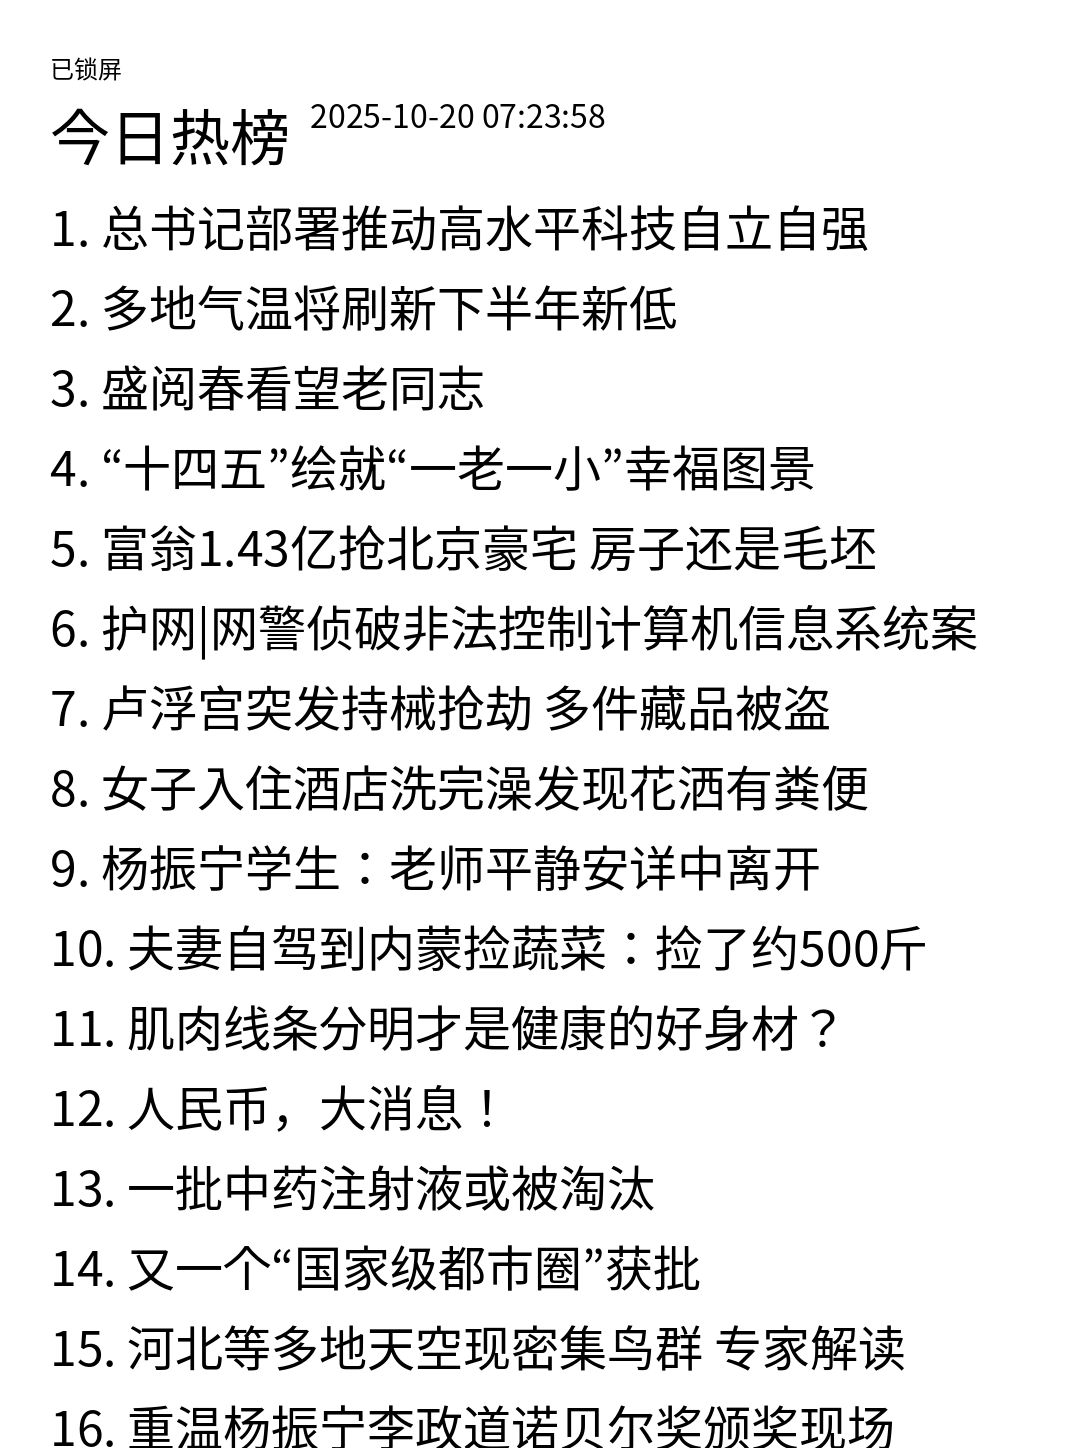 已锁屏
今日热榜 2025-10-20 07:23:58
1. 总书记部署推动高水平科技自立自强
2. 多地气温将刷新下半年新低
3. 盛阅春看望老同志
4. “十四五”绘就“一老一小”幸福图景
5. 富翁1.43亿抢北京豪宅 房子还是毛坯
6. 护网|网警侦破非法控制计算机信息系统案
7. 卢浮宫突发持械抢劫 多件藏品被盗
8. 女子入住酒店洗完澡发现花洒有粪便
9. 杨振宁学生：老师平静安详中离开
10. 夫妻自驾到内蒙捡蔬菜：捡了约500斤
11. 肌肉线条分明才是健康的好身材？
12. 人民币，大消息！
13. 一批中药注射液或被淘汰
14. 又一个“国家级都市圈”获批
15. 河北等多地天空现密集鸟群 专家解读
16. 重温杨振宁李政道诺贝尔奖颁奖现场